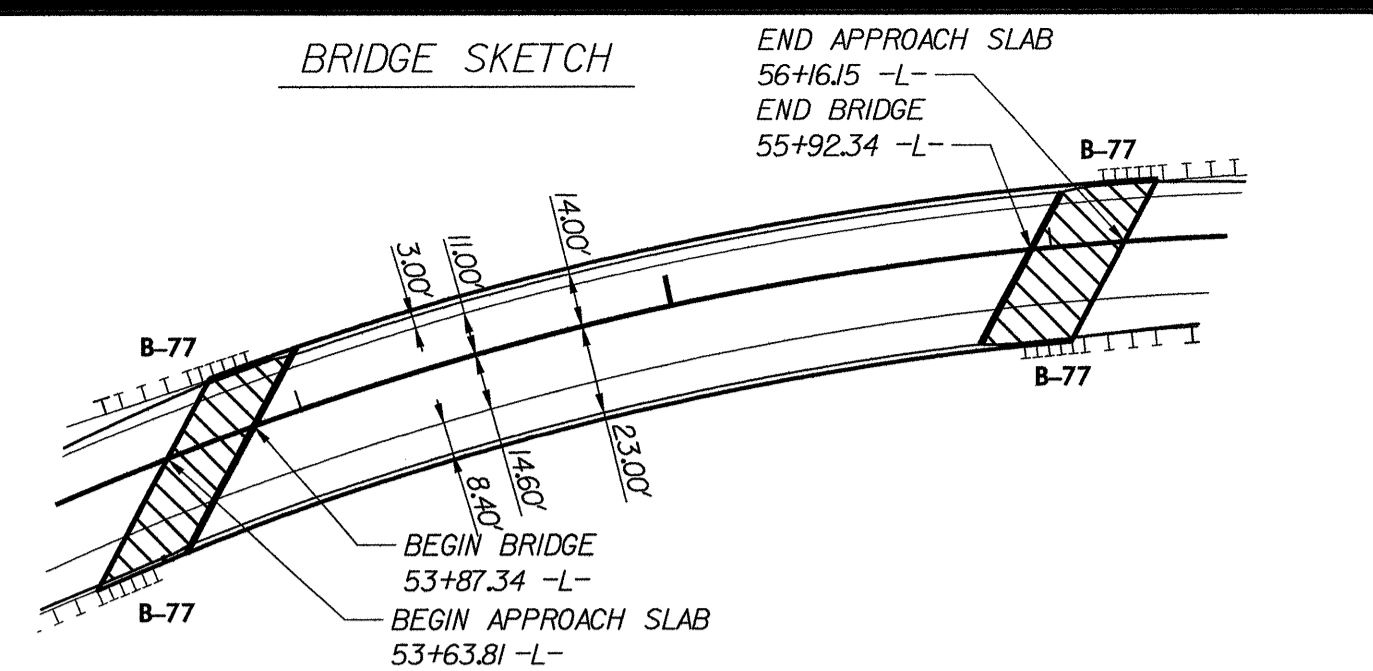 BRIDGE SKETCH
END APPROACH SLAB
56+16.15 -L-
END BRIDGE
55+92.34 -L-
B-77
14.00'
11.00'
3.00'
B-77
B-77
23.00'
14.60'
8.40'
BEGIN BRIDGE
53+87.34 -L-
B-77
BEGIN APPROACH SLAB
53+63.81 -L-